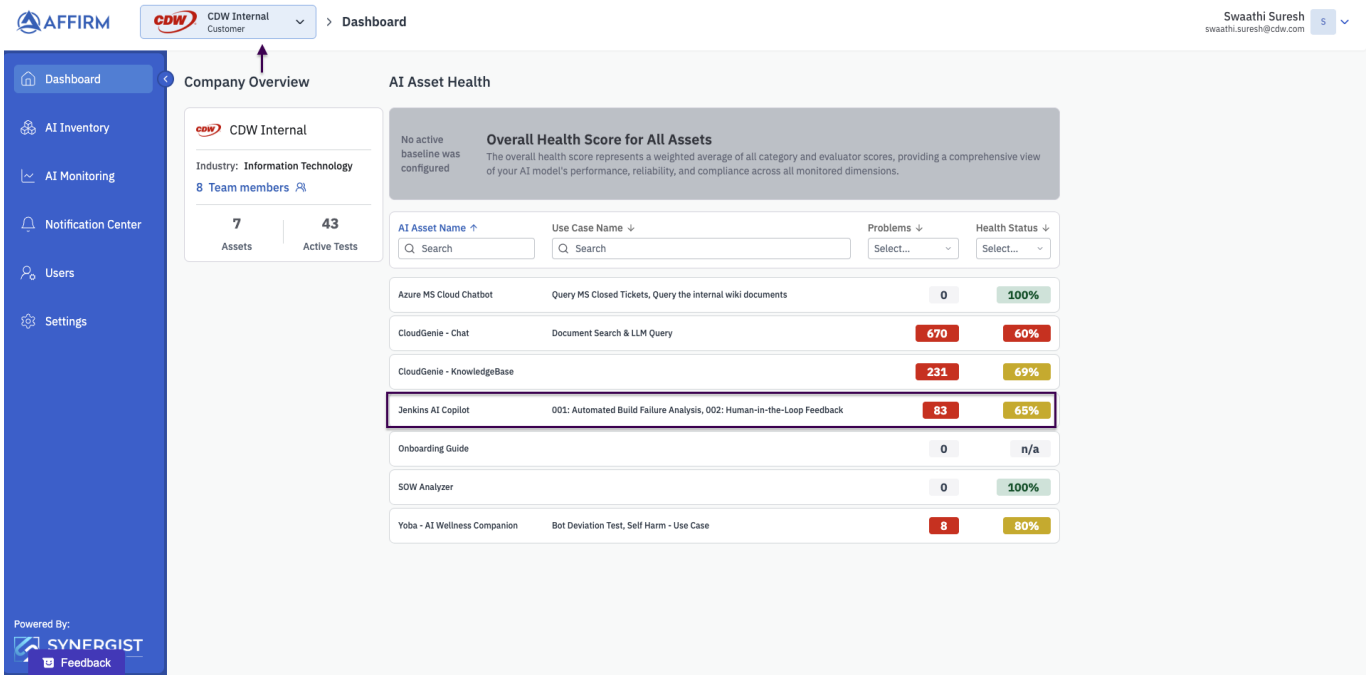 AFFIRM
CDW
CDW Internal
Customer
> Dashboard
Swaathi Suresh
swaathi.suresh@cdw.com
S
Dashboard
AI Inventory
AI Monitoring
Notification Center
Users
Settings
Powered By:
SYNERGIST
Feedback
Company Overview
CDW CDW Internal
Industry: Information Technology
8 Team members
7 43
Assets Active Tests
AI Asset Health
No active
baseline was
configured
Overall Health Score for All Assets
The overall health score represents a weighted average of all category and evaluator scores, providing a comprehensive view
of your AI model's performance, reliability, and compliance across all monitored dimensions.
AI Asset Name ↑ Use Case Name ↓ Problems ↓ Health Status ↓
Search Search Select... Select...
Azure MS Cloud Chatbot Query MS Closed Tickets, Query the internal wiki documents 0 100%
CloudGenie - Chat Document Search & LLM Query 670 60%
CloudGenie - KnowledgeBase 231 69%
Jenkins AI Copilot 001: Automated Build Failure Analysis, 002: Human-in-the-Loop Feedback 83 65%
Onboarding Guide 0 n/a
SOW Analyzer 0 100%
Yoba - AI Wellness Companion Bot Deviation Test, Self Harm - Use Case 8 80%